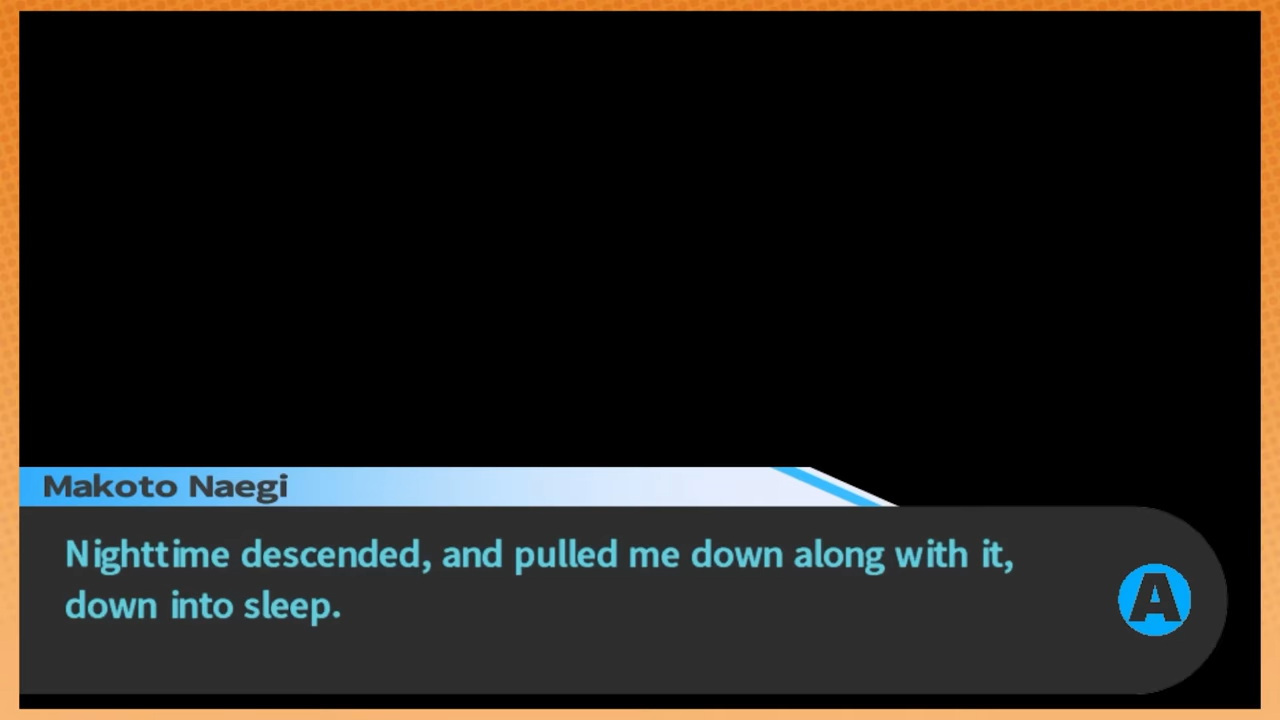 Makoto Naegi
Nighttime descended, and pulled me down along with it,
down into sleep.
A